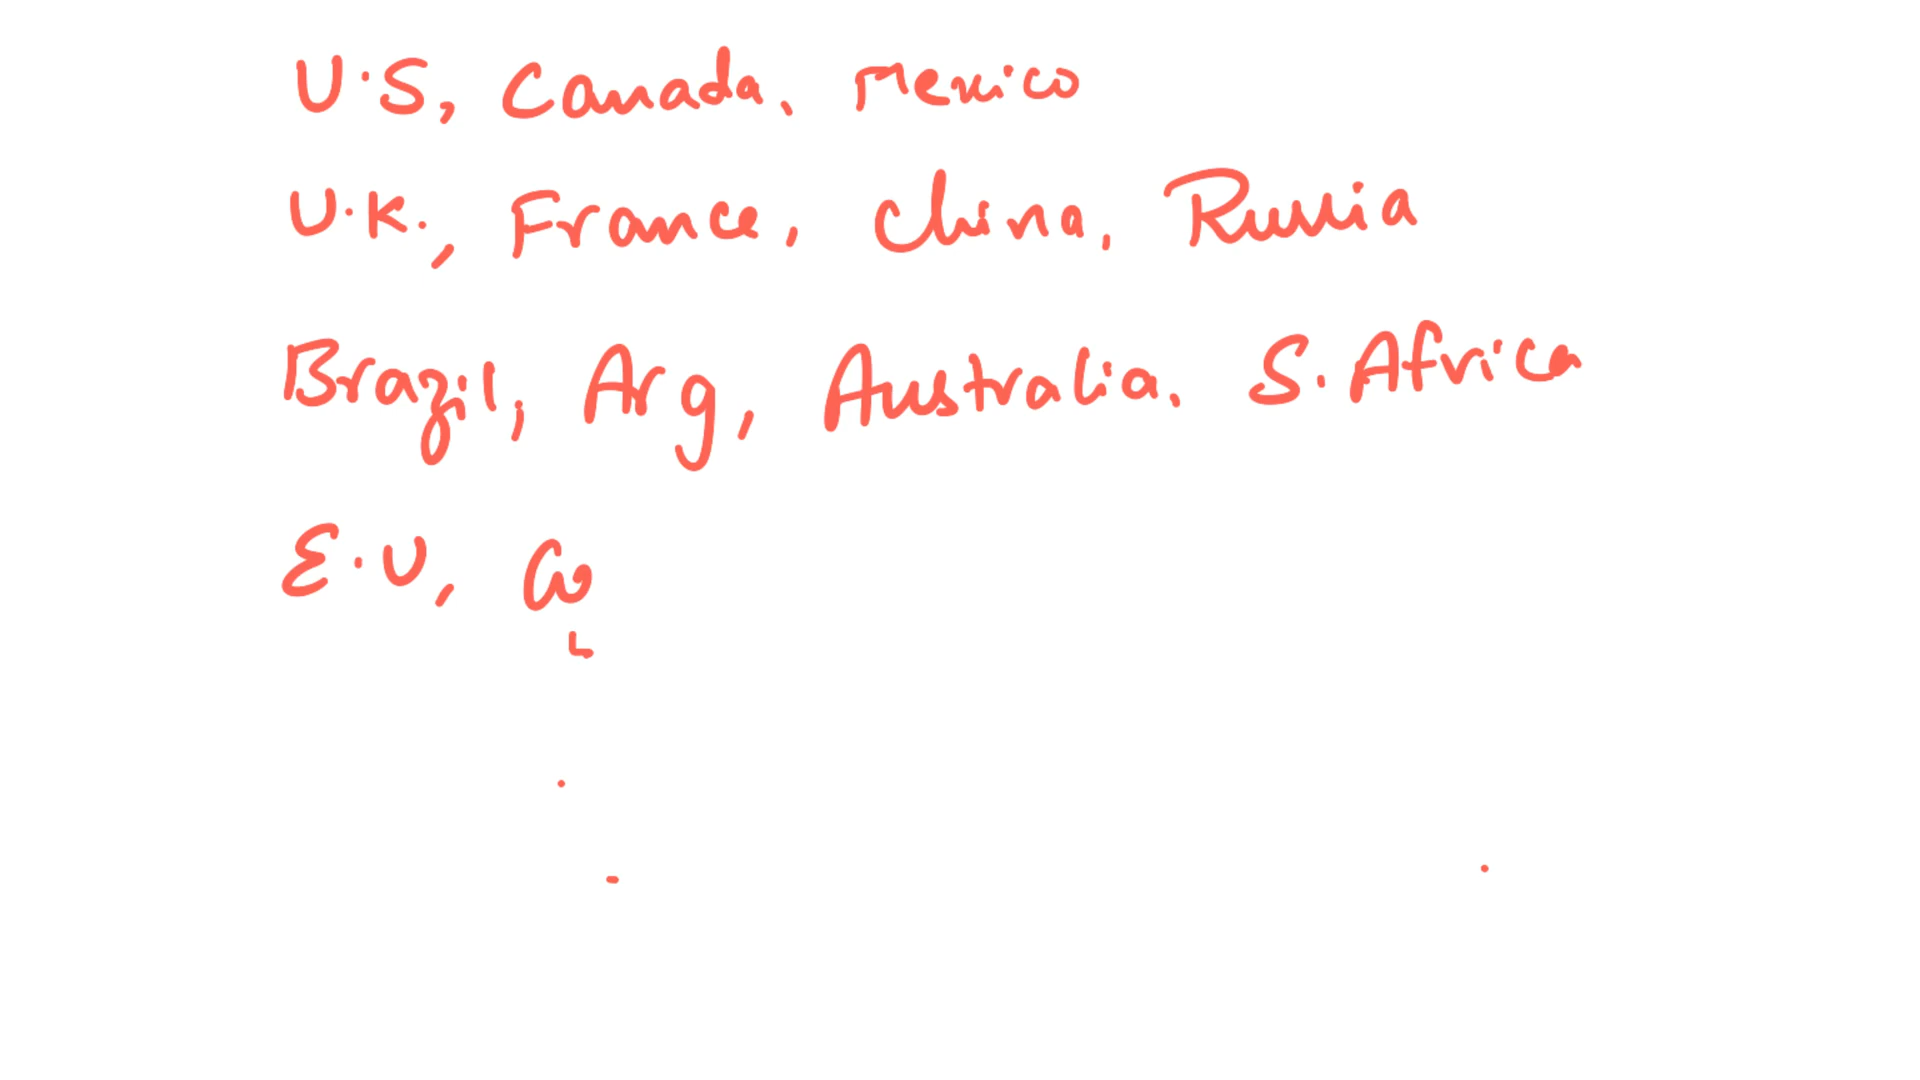 U.S, Canada, Mexico
U.K., France, China, Russia
Brazil, Arg, Australia, S. Africa
E.U,